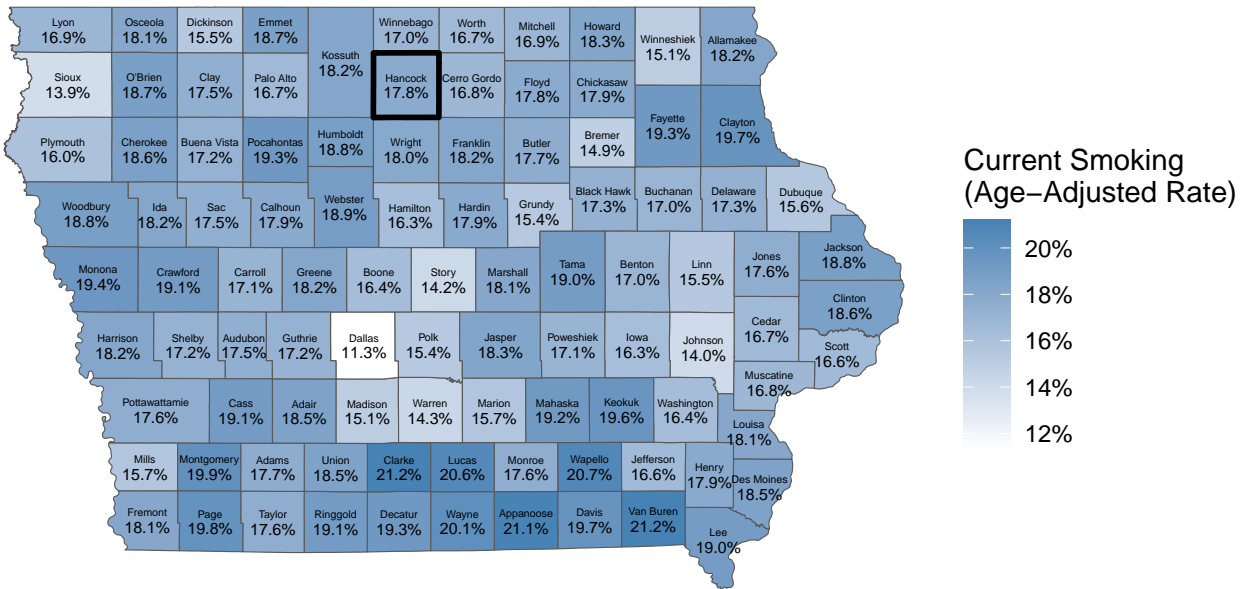 Lyon
16.9%
Osceola
18.1%
Dickinson
15.5%
Emmet
18.7%
Kossuth
18.2%
Winnebago
17.0%
Worth
16.7%
Mitchell
16.9%
Howard
18.3%
Winneshiek
15.1%
Allamakee
18.2%
Sioux
13.9%
O'Brien
18.7%
Clay
17.5%
Palo Alto
16.7%
Hancock
17.8%
Cerro Gordo
16.8%
Floyd
17.8%
Chickasaw
17.9%
Fayette
19.3%
Clayton
19.7%
Plymouth
16.0%
Cherokee
18.6%
Buena Vista
17.2%
Pocahontas
19.3%
Humboldt
18.8%
Wright
18.0%
Franklin
18.2%
Butler
17.7%
Bremer
14.9%
Woodbury
18.8%
Ida
18.2%
Sac
17.5%
Calhoun
17.9%
Webster
18.9%
Hamilton
16.3%
Hardin
17.9%
Grundy
15.4%
Black Hawk
17.3%
Buchanan
17.0%
Delaware
17.3%
Dubuque
15.6%
Monona
19.4%
Crawford
19.1%
Carroll
17.1%
Greene
18.2%
Boone
16.4%
Story
14.2%
Marshall
18.1%
Tama
19.0%
Benton
17.0%
Linn
15.5%
Jones
17.6%
Jackson
18.8%
Clinton
18.6%
Harrison
18.2%
Shelby
17.2%
Audubon
17.5%
Guthrie
17.2%
Dallas
11.3%
Polk
15.4%
Jasper
18.3%
Poweshiek
17.1%
Iowa
16.3%
Johnson
14.0%
Cedar
16.7%
Scott
16.6%
Muscatine
16.8%
Pottawattamie
17.6%
Cass
19.1%
Adair
18.5%
Madison
15.1%
Warren
14.3%
Marion
15.7%
Mahaska
19.2%
Keokuk
19.6%
Washington
16.4%
Louisa
18.1%
Mills
15.7%
Montgomery
19.9%
Adams
17.7%
Union
18.5%
Clarke
21.2%
Lucas
20.6%
Monroe
17.6%
Wapello
20.7%
Jefferson
16.6%
Henry
17.9%
Des Moines
18.5%
Fremont
18.1%
Page
19.8%
Taylor
17.6%
Ringgold
19.1%
Decatur
19.3%
Wayne
20.1%
Appanoose
21.1%
Davis
19.7%
Van Buren
21.2%
Lee
19.0%
Current Smoking
(Age−Adjusted Rate)
20%
18%
16%
14%
12%